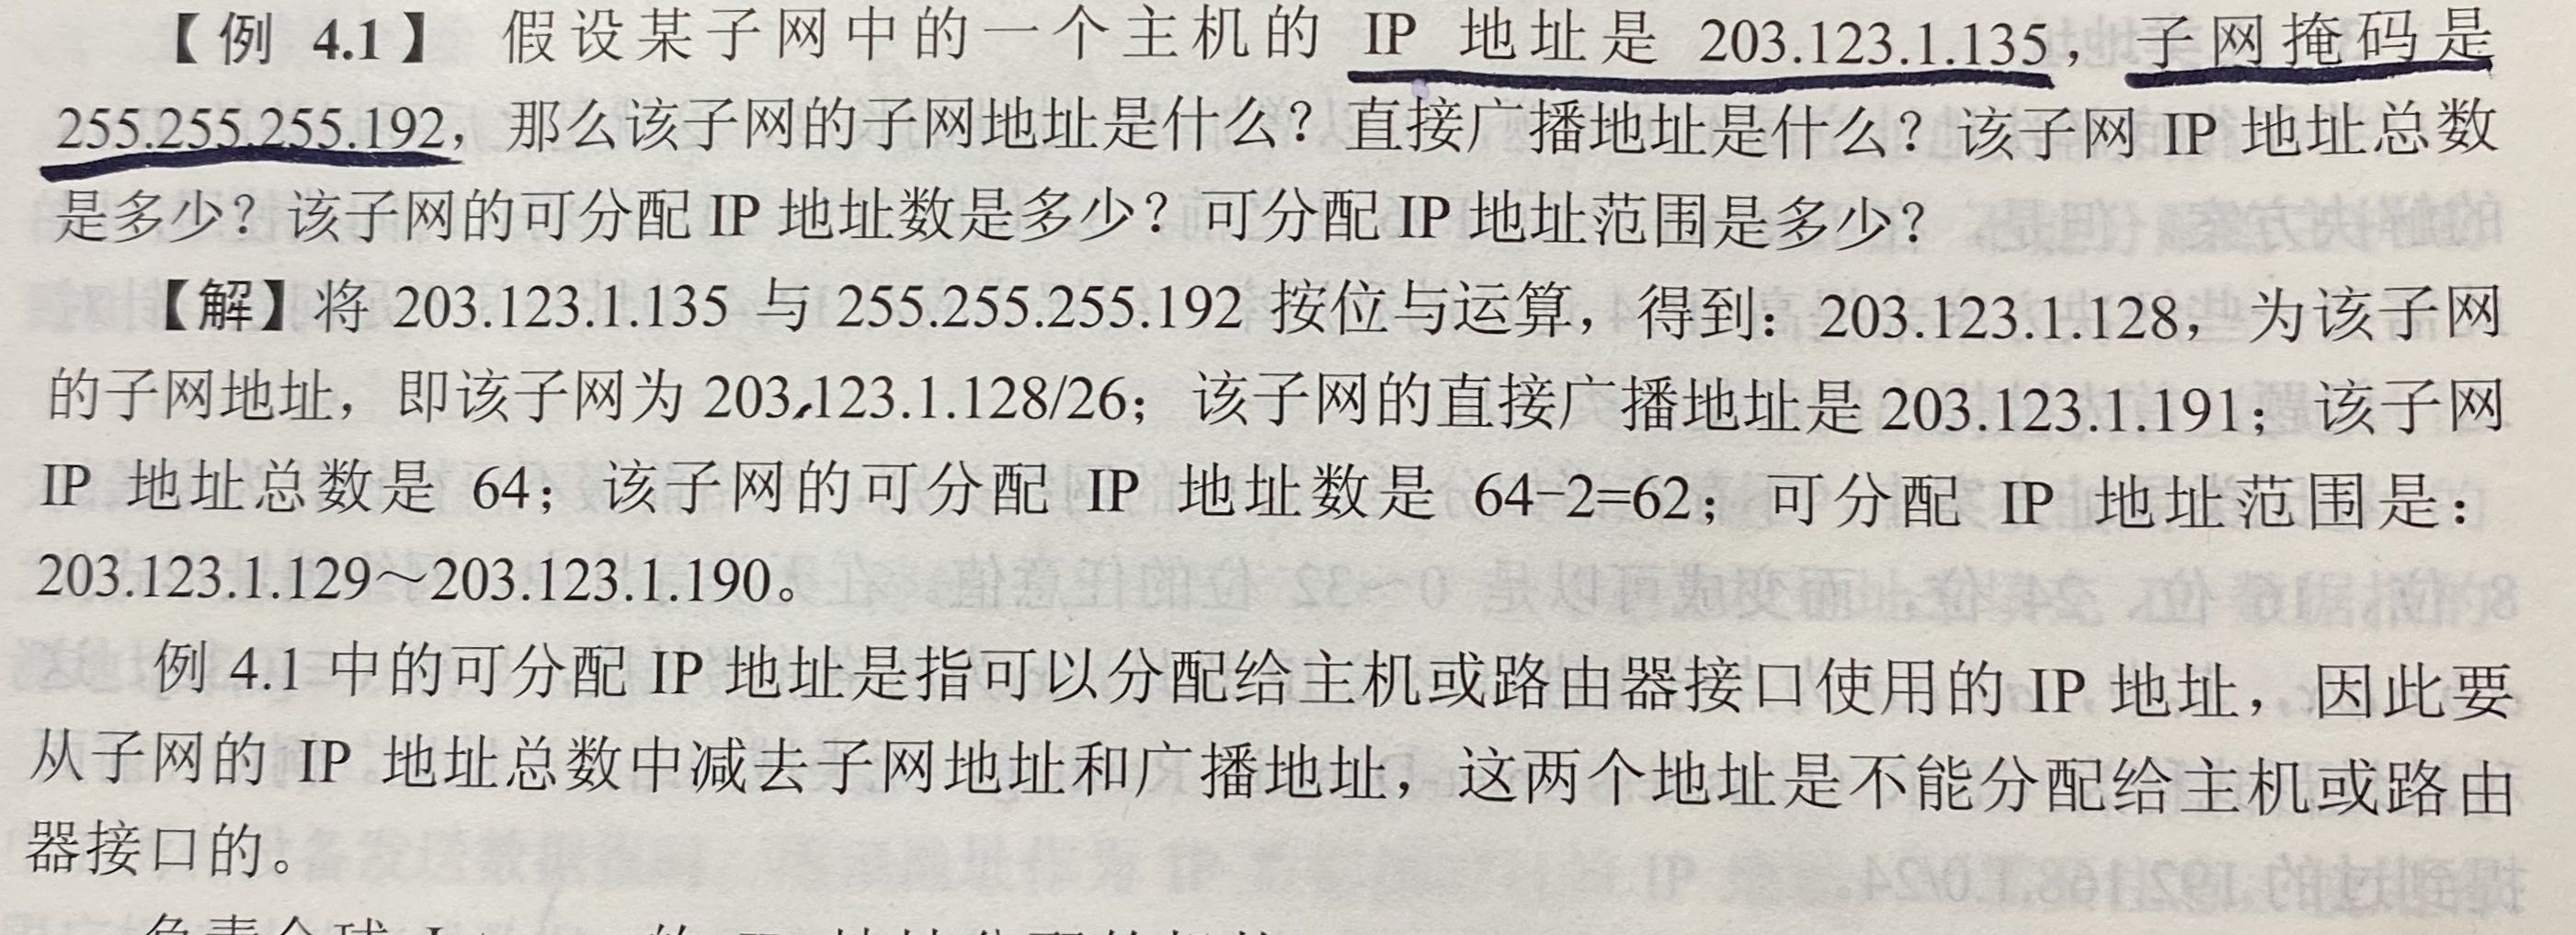 【例 4.1】 假设某子网中的一个主机的 IP 地址是 203.123.1.135，子网掩码是
255.255.255.192，那么该子网的子网地址是什么？直接广播地址是什么？该子网 IP 地址总数
是多少？该子网的可分配 IP 地址数是多少？可分配 IP 地址范围是多少？
【解】将 203.123.1.135 与 255.255.255.192 按位与运算，得到：203.123.1.128，为该子网
的子网地址，即该子网为 203.123.1.128/26；该子网的直接广播地址是 203.123.1.191；该子网
IP 地址总数是 64；该子网的可分配 IP 地址数是 64-2=62；可分配 IP 地址范围是：
203.123.1.129～203.123.1.190。
例 4.1 中的可分配 IP 地址是指可以分配给主机或路由器接口使用的 IP 地址，因此要
从子网的 IP 地址总数中减去子网地址和广播地址，这两个地址是不能分配给主机或路由
器接口的。